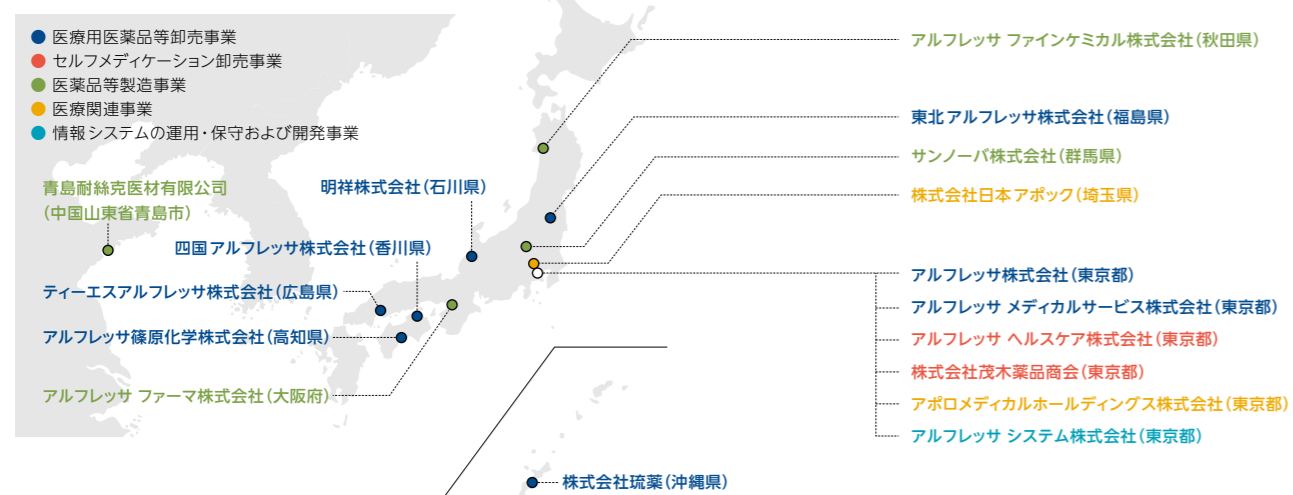 医療用医薬品等卸売事業
セルフメディケーション卸売事業
医薬品等製造事業
医療関連事業
情報システムの運用・保守および開発事業
青島耐絲克医材有限公司
(中国山東省青島市)
明祥株式会社(石川県)
四国アルフレッサ株式会社(香川県)
ティーエスアルフレッサ株式会社(広島県)
アルフレッサ篠原化学株式会社(高知県)
アルフレッサ ファーマ株式会社(大阪府)
アルフレッサ ファインケミカル株式会社(秋田県)
東北アルフレッサ株式会社(福島県)
サンノーバ株式会社(群馬県)
株式会社日本アポック(埼玉県)
アルフレッサ株式会社(東京都)
アルフレッサ メディカルサービス株式会社(東京都)
アルフレッサ ヘルスケア株式会社(東京都)
株式会社茂木薬品商会(東京都)
アポロメディカルホールディングス株式会社(東京都)
アルフレッサ システム株式会社(東京都)
株式会社琉薬(沖縄県)